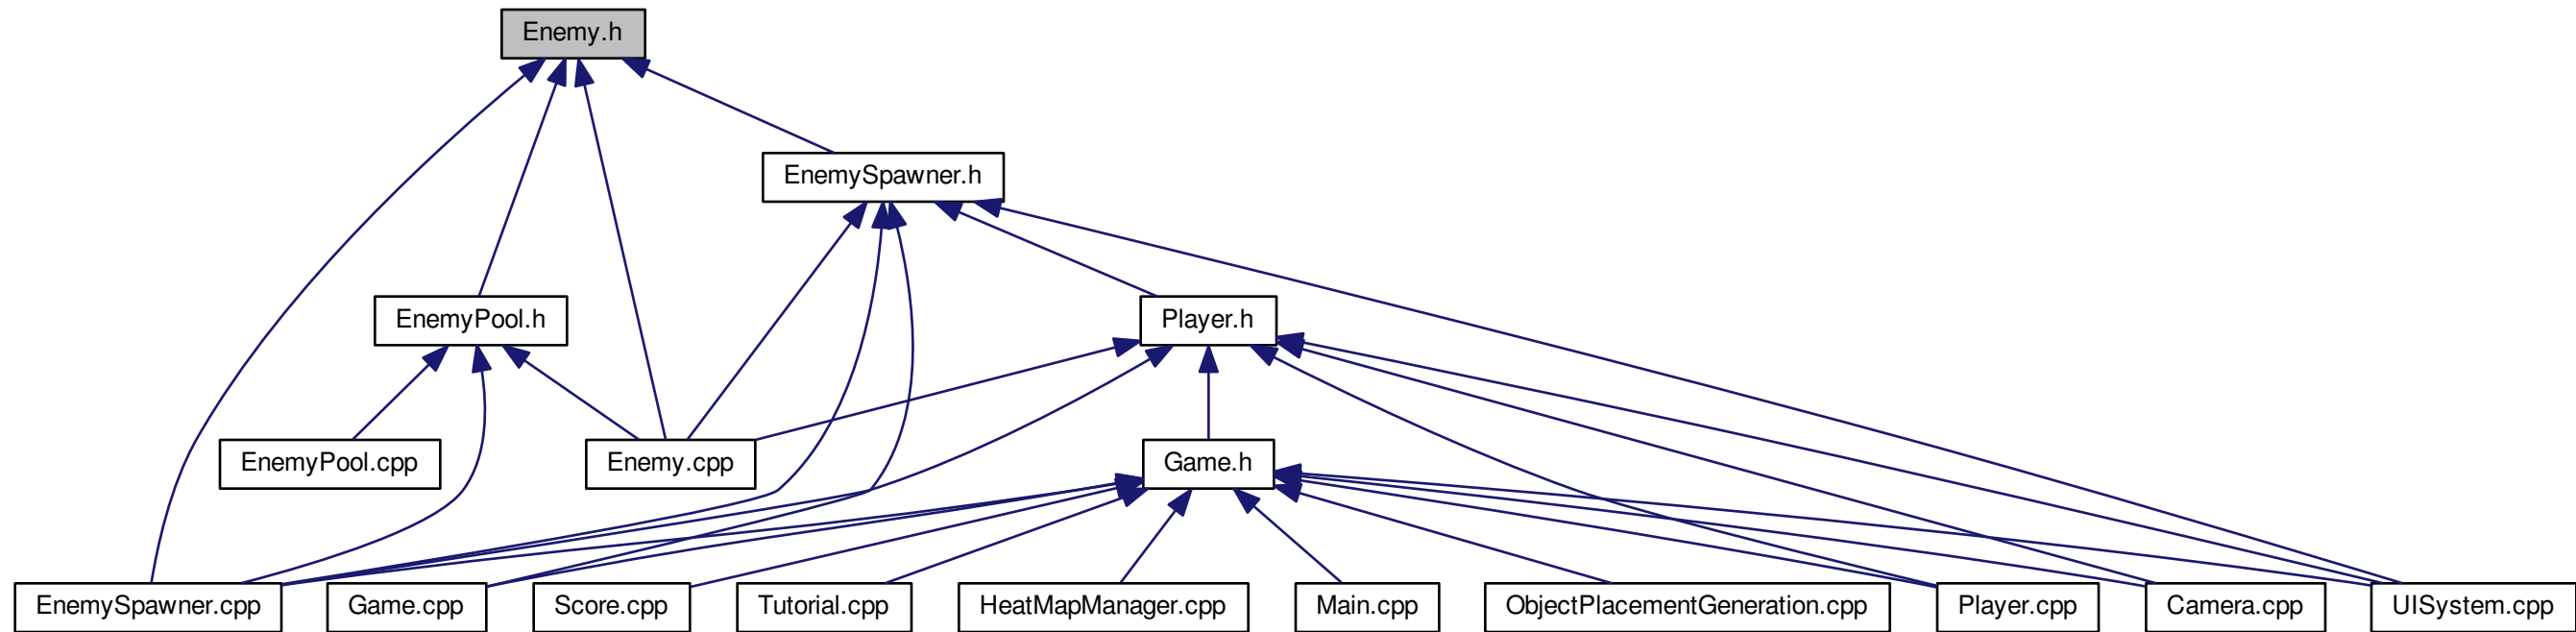 Enemy.h
EnemySpawner.h
EnemyPool.h
Player.h
EnemyPool.cpp
Enemy.cpp
Game.h
EnemySpawner.cpp
Game.cpp
Score.cpp
Tutorial.cpp
HeatMapManager.cpp
Main.cpp
ObjectPlacementGeneration.cpp
Player.cpp
Camera.cpp
UISystem.cpp